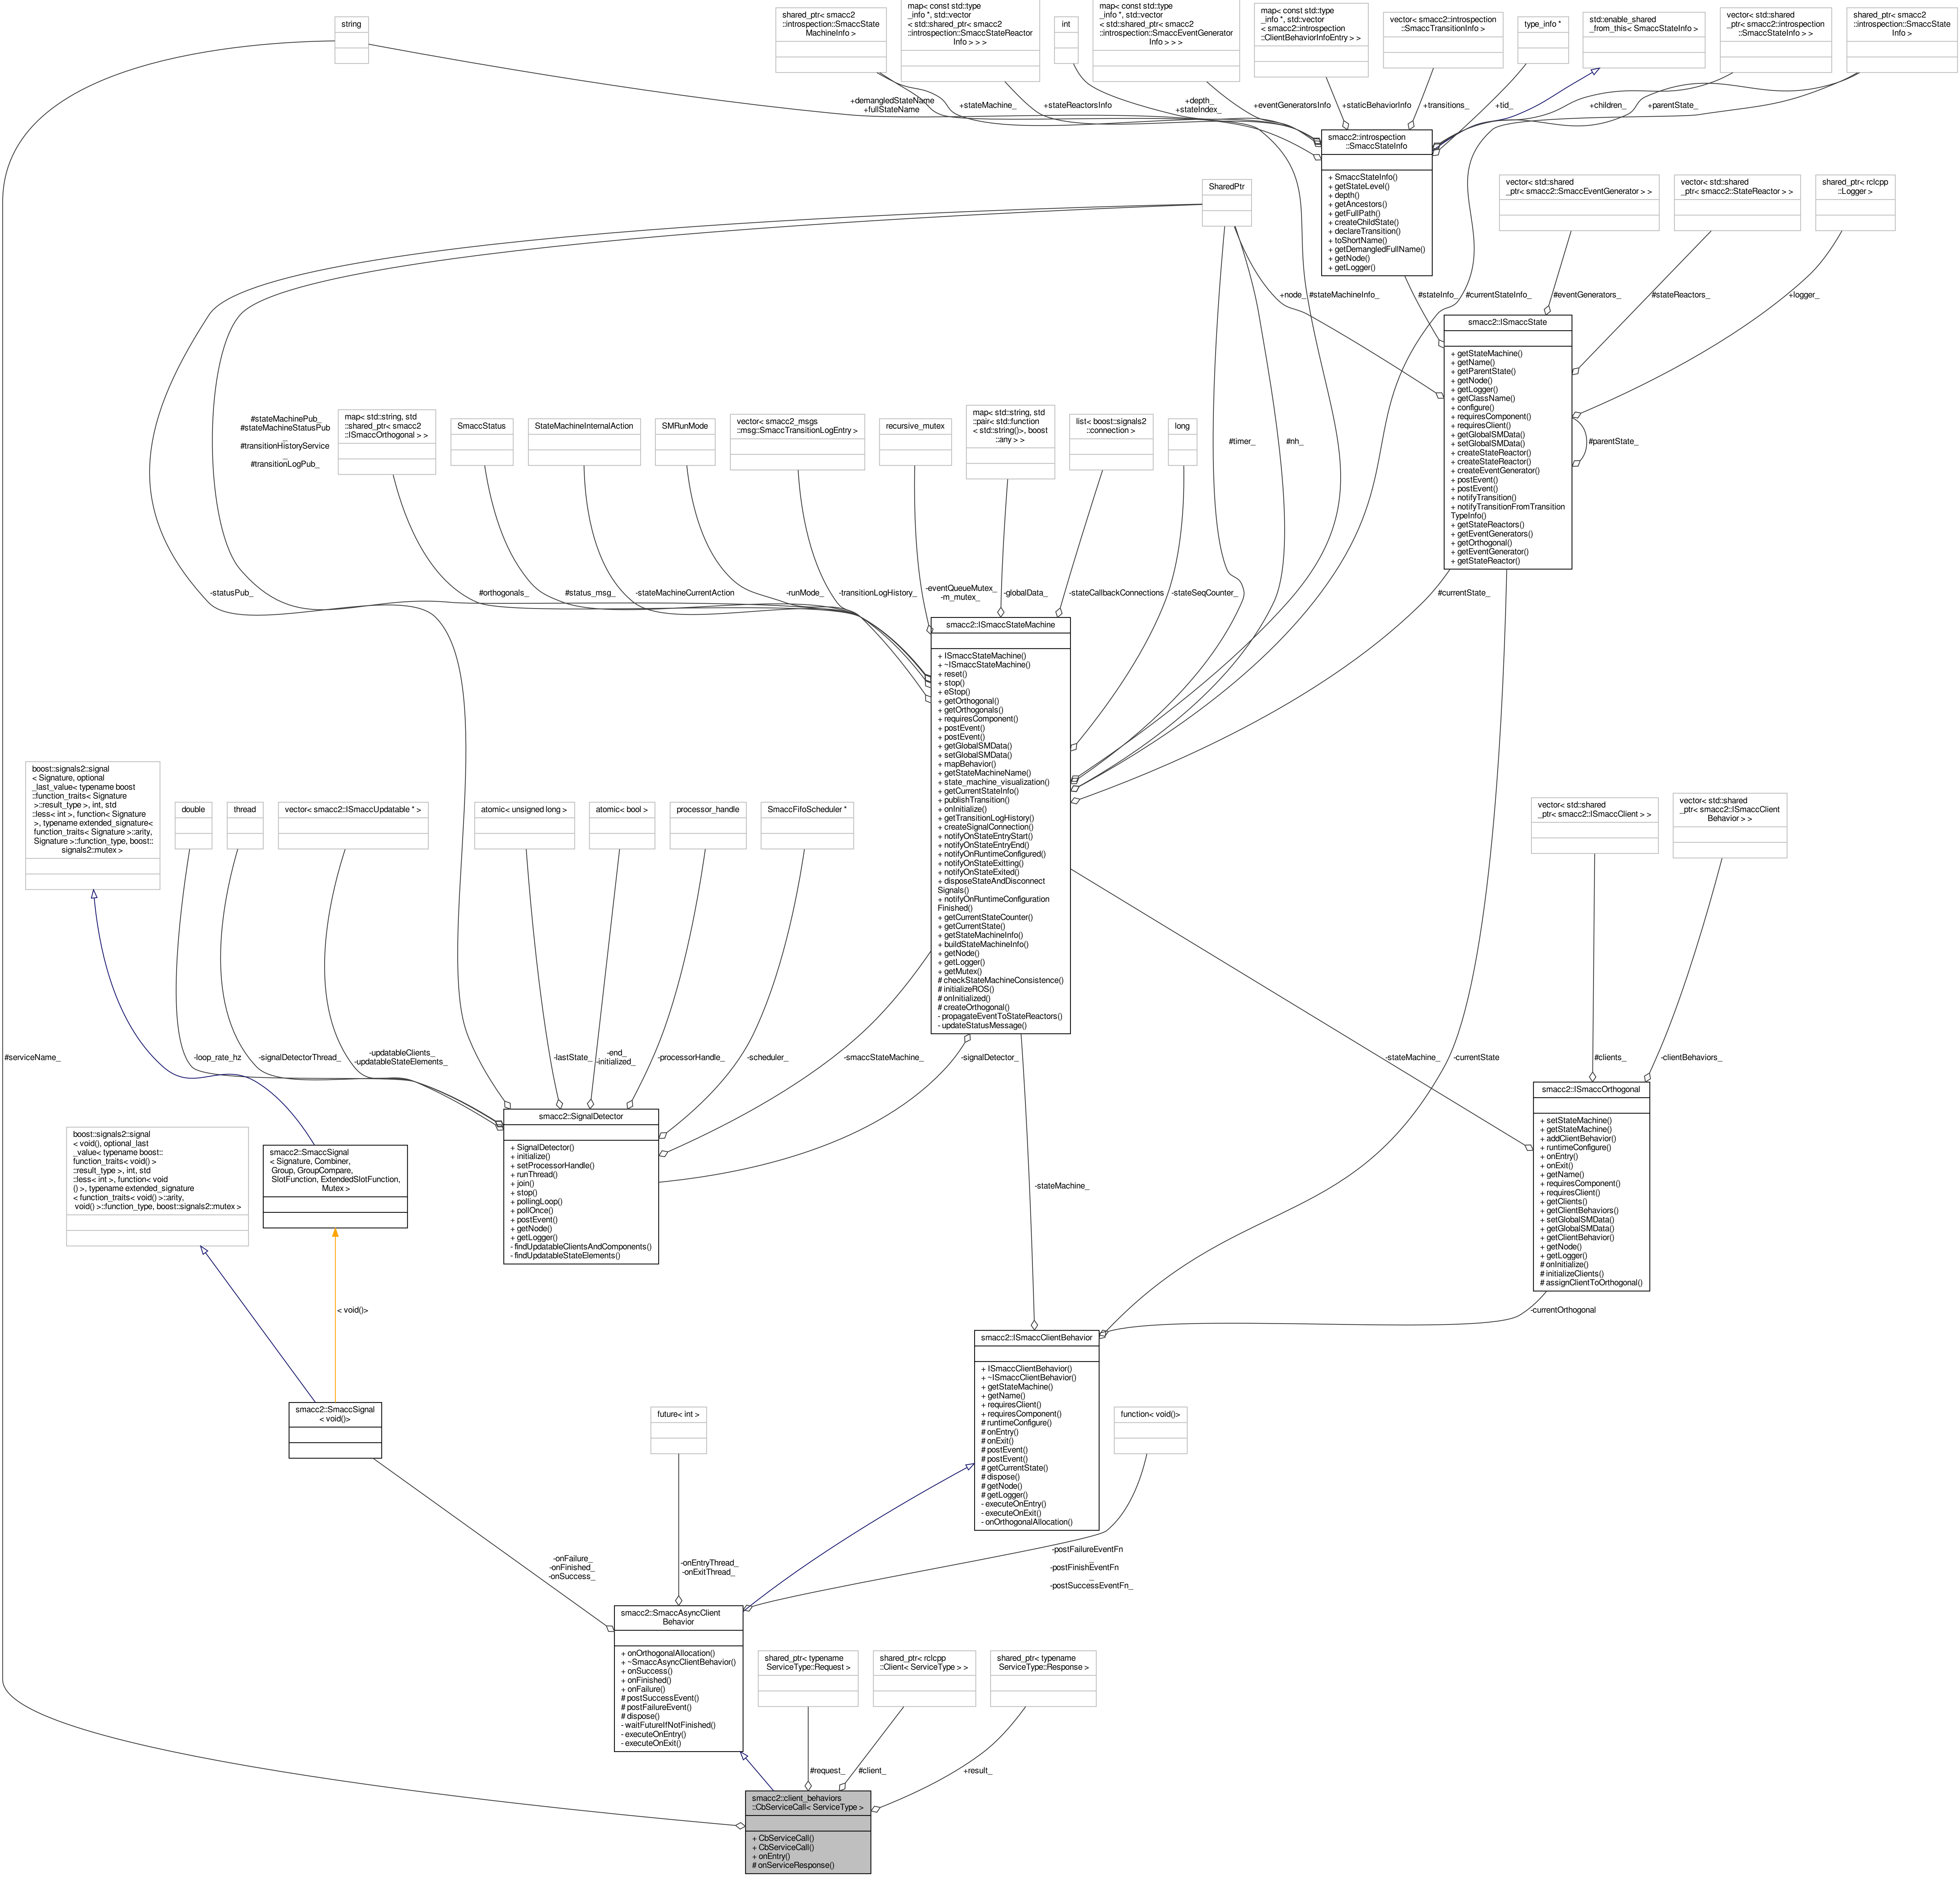 string
shared_ptr< smacc2
::introspection::SmaccState
MachineInfo >
map< const std::type
_info *, std::vector
< std::shared_ptr< smacc2
::introspection::SmaccStateReactor
Info > > >
int
map< const std::type
_info *, std::vector
< std::shared_ptr< smacc2
::introspection::SmaccEventGenerator
Info > > >
map< const std::type
_info *, std::vector
< smacc2::introspection
::ClientBehaviorInfoEntry > >
vector< smacc2::introspection
::SmaccTransitionInfo >
type_info *
std::enable_shared
_from_this< SmaccStateInfo >
vector< std::shared
_ptr< smacc2::introspection
::SmaccStateInfo > >
shared_ptr< smacc2
::introspection::SmaccState
Info >
+demangledStateName
+fullStateName
+stateMachine_
+stateReactorsInfo
+depth_
+stateIndex_
+eventGeneratorsInfo
+staticBehaviorInfo
+transitions_
+tid_
+children_
+parentState_
smacc2::introspection
::SmaccStateInfo
+ SmaccStateInfo()
+ getStateLevel()
+ depth()
+ getAncestors()
+ getFullPath()
+ createChildState()
+ declareTransition()
+ toShortName()
+ getDemangledFullName()
+ getNode()
+ getLogger()
SharedPtr
vector< std::shared
_ptr< smacc2::SmaccEventGenerator > >
vector< std::shared
_ptr< smacc2::StateReactor > >
shared_ptr< rclcpp
::Logger >
+node_
#stateMachineInfo_
#stateInfo_
#currentStateInfo_
#eventGenerators_
#stateReactors_
+logger_
smacc2::ISmaccState
+ getStateMachine()
+ getName()
+ getParentState()
+ getNode()
+ getLogger()
+ getClassName()
+ configure()
+ requiresComponent()
+ requiresClient()
+ getGlobalSMData()
+ setGlobalSMData()
+ createStateReactor()
+ createStateReactor()
+ createEventGenerator()
+ postEvent()
+ postEvent()
+ notifyTransition()
+ notifyTransitionFromTransition
TypeInfo()
+ getStateReactors()
+ getEventGenerators()
+ getOrthogonal()
+ getEventGenerator()
+ getStateReactor()
#parentState_
#stateMachinePub_
#stateMachineStatusPub
_
#transitionHistoryService
_
#transitionLogPub_
map< std::string, std
::shared_ptr< smacc2
::ISmaccOrthogonal > >
SmaccStatus
StateMachineInternalAction
SMRunMode
vector< smacc2_msgs
::msg::SmaccTransitionLogEntry >
recursive_mutex
map< std::string, std
::pair< std::function
< std::string()>, boost
::any > >
list< boost::signals2
::connection >
long
#timer_
#nh_
-statusPub_
#orthogonals_
#status_msg_
-stateMachineCurrentAction
-runMode_
-transitionLogHistory_
-eventQueueMutex_
-m_mutex_
-globalData_
-stateCallbackConnections
-stateSeqCounter_
#currentState_
smacc2::ISmaccStateMachine
+ ISmaccStateMachine()
+ ~ISmaccStateMachine()
+ reset()
+ stop()
+ eStop()
+ getOrthogonal()
+ getOrthogonals()
+ requiresComponent()
+ postEvent()
+ postEvent()
+ getGlobalSMData()
+ setGlobalSMData()
+ mapBehavior()
+ getStateMachineName()
+ state_machine_visualization()
+ getCurrentStateInfo()
+ publishTransition()
+ onInitialize()
+ getTransitionLogHistory()
+ createSignalConnection()
+ notifyOnStateEntryStart()
+ notifyOnStateEntryEnd()
+ notifyOnRuntimeConfigured()
+ notifyOnStateExitting()
+ notifyOnStateExited()
+ disposeStateAndDisconnect
Signals()
+ notifyOnRuntimeConfiguration
Finished()
+ getCurrentStateCounter()
+ getCurrentState()
+ getStateMachineInfo()
+ buildStateMachineInfo()
+ getNode()
+ getLogger()
+ getMutex()
# checkStateMachineConsistence()
# initializeROS()
# onInitialized()
# createOrthogonal()
- propagateEventToStateReactors()
- updateStatusMessage()
boost::signals2::signal
< Signature, optional
_last_value< typename boost
::function_traits< Signature
>::result_type >, int, std
::less< int >, function< Signature
>, typename extended_signature<
function_traits< Signature >::arity,
Signature >::function_type, boost::
signals2::mutex >
double
thread
vector< smacc2::ISmaccUpdatable * >
atomic< unsigned long >
atomic< bool >
processor_handle
SmaccFifoScheduler *
vector< std::shared
_ptr< smacc2::ISmaccClient > >
vector< std::shared
_ptr< smacc2::ISmaccClient
Behavior > >
#serviceName_
-loop_rate_hz
-signalDetectorThread_
-updatableClients_
-updatableStateElements_
-lastState_
-end_
-initialized_
-processorHandle_
-scheduler_
-smaccStateMachine_
-signalDetector_
-stateMachine_
-currentState
#clients_
-clientBehaviors_
smacc2::SignalDetector
+ SignalDetector()
+ initialize()
+ setProcessorHandle()
+ runThread()
+ join()
+ stop()
+ pollingLoop()
+ pollOnce()
+ postEvent()
+ getNode()
+ getLogger()
- findUpdatableClientsAndComponents()
- findUpdatableStateElements()
smacc2::ISmaccOrthogonal
+ setStateMachine()
+ getStateMachine()
+ addClientBehavior()
+ runtimeConfigure()
+ onEntry()
+ onExit()
+ getName()
+ requiresComponent()
+ requiresClient()
+ getClients()
+ getClientBehaviors()
+ setGlobalSMData()
+ getGlobalSMData()
+ getClientBehavior()
+ getNode()
+ getLogger()
# onInitialize()
# initializeClients()
# assignClientToOrthogonal()
boost::signals2::signal
< void(), optional_last
_value< typename boost::
function_traits< void()>
::result_type >, int, std
::less< int >, function< void
() >, typename extended_signature
< function_traits< void() >::arity,
void() >::function_type, boost::signals2::mutex >
smacc2::SmaccSignal
< Signature, Combiner,
Group, GroupCompare,
SlotFunction, ExtendedSlotFunction,
Mutex >
-stateMachine_
< void()>
-currentOrthogonal
smacc2::ISmaccClientBehavior
+ ISmaccClientBehavior()
+ ~ISmaccClientBehavior()
+ getStateMachine()
+ getName()
+ requiresClient()
+ requiresComponent()
# runtimeConfigure()
# onEntry()
# onExit()
# postEvent()
# postEvent()
# getCurrentState()
# dispose()
# getNode()
# getLogger()
- executeOnEntry()
- executeOnExit()
- onOrthogonalAllocation()
smacc2::SmaccSignal
< void()>
future< int >
function< void()>
-onFailure_
-onFinished_
-onSuccess_
-onEntryThread_
-onExitThread_
-postFailureEventFn
_
-postFinishEventFn
_
-postSuccessEventFn_
smacc2::SmaccAsyncClient
Behavior
+ onOrthogonalAllocation()
+ ~SmaccAsyncClientBehavior()
+ onSuccess()
+ onFinished()
+ onFailure()
# postSuccessEvent()
# postFailureEvent()
# dispose()
- waitFutureIfNotFinished()
- executeOnEntry()
- executeOnExit()
shared_ptr< typename
ServiceType::Request >
shared_ptr< rclcpp
::Client< ServiceType > >
shared_ptr< typename
ServiceType::Response >
#request_
#client_
+result_
smacc2::client_behaviors
::CbServiceCall< ServiceType >
+ CbServiceCall()
+ CbServiceCall()
+ onEntry()
# onServiceResponse()